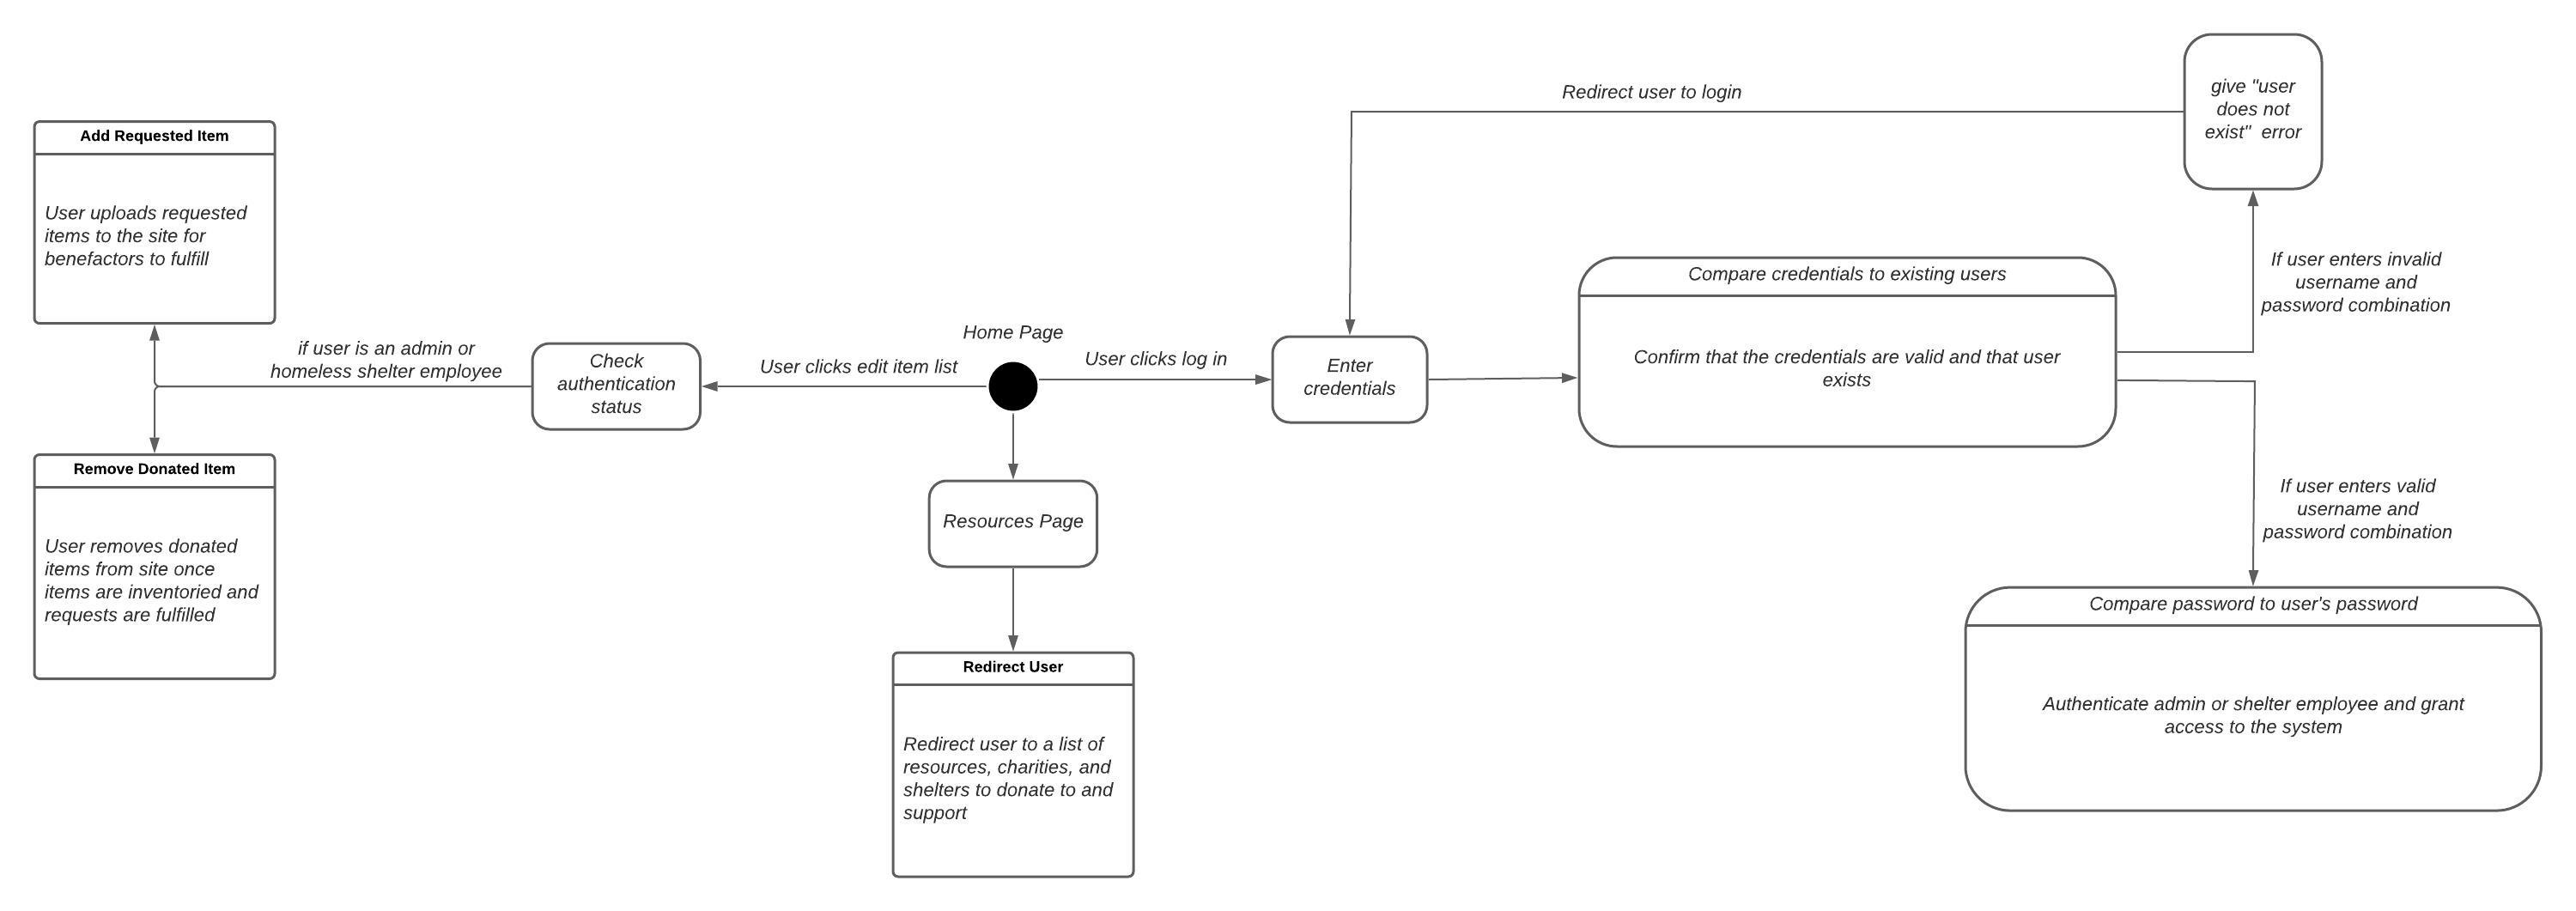 Add Requested Item
User uploads requested
items to the site for
benefactors to fulfill
if user is an admin or
homeless shelter employee
Remove Donated Item
User removes donated
items from site once
items are inventoried and
requests are fulfilled
Check
authentication
status
User clicks edit item list
Home Page
User clicks log in
Resources Page
Redirect User
Redirect user to a list of
resources, charities, and
shelters to donate to and
support
Enter
credentials
Redirect user to login
give "user
does not
exist"  error
Compare credentials to existing users
Confirm that the credentials are valid and that user
exists
If user enters invalid
username and
password combination
If user enters valid
username and
password combination
Compare password to user's password
Authenticate admin or shelter employee and grant
access to the system